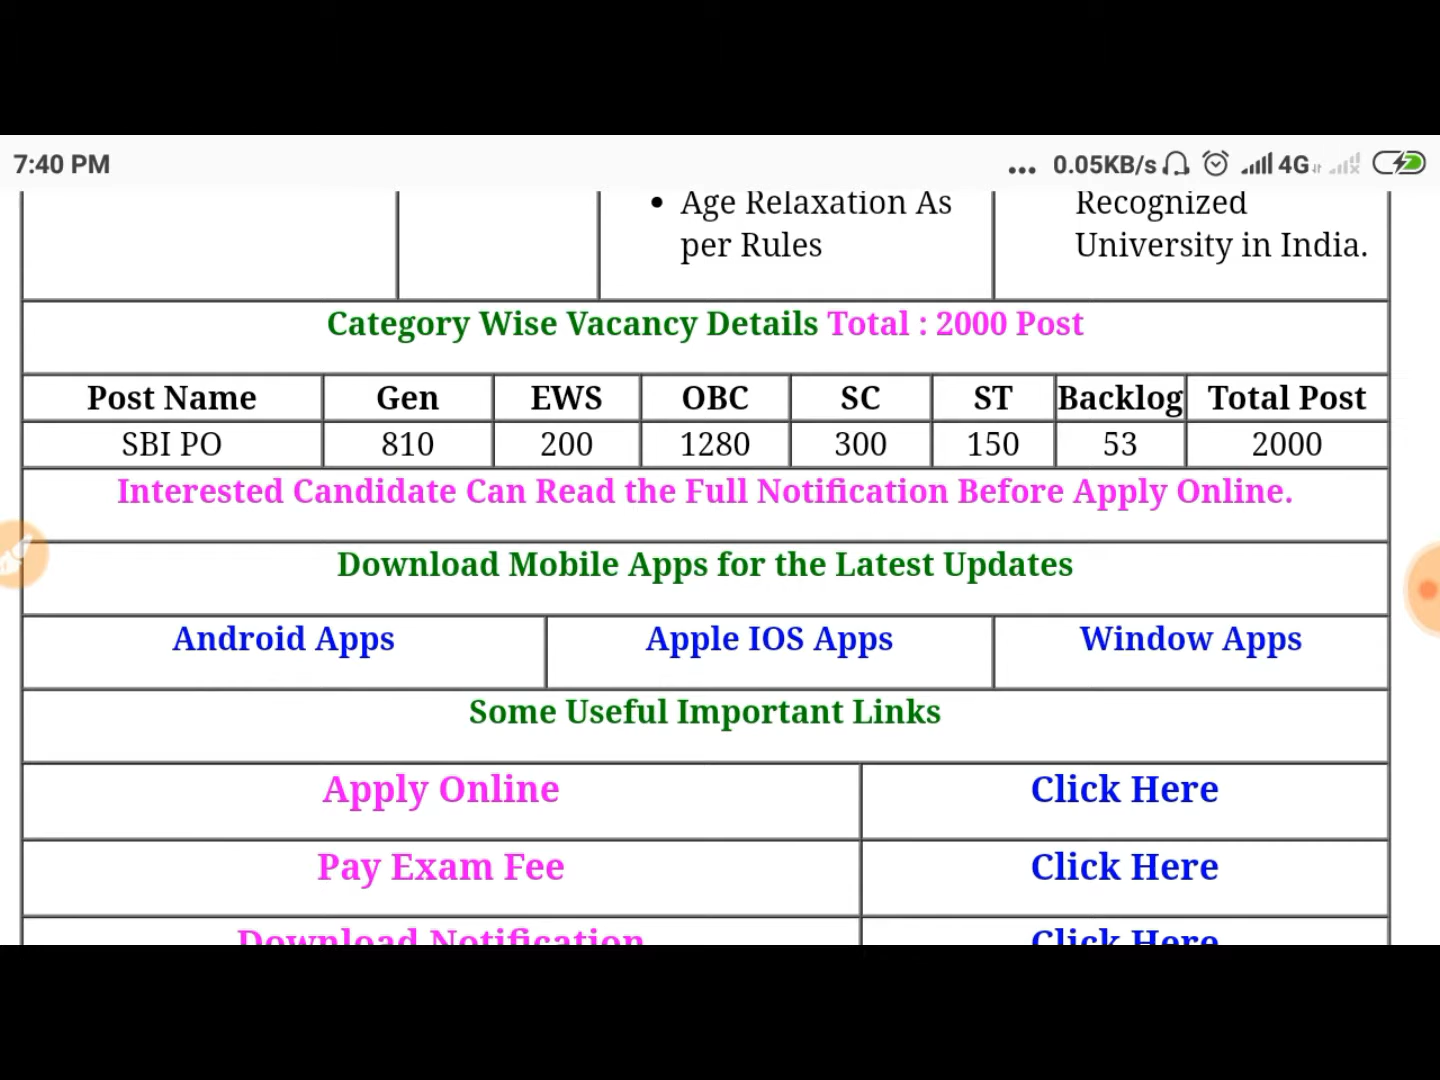 7:40 PM ... 0.05KB/s 4G
• Age Relaxation As
per Rules
Recognized
University in India.
Category Wise Vacancy Details Total : 2000 Post
Post Name Gen EWS OBC SC ST Backlog Total Post
SBI PO 810 200 1280 300 150 53 2000
Interested Candidate Can Read the Full Notification Before Apply Online.
Download Mobile Apps for the Latest Updates
Android Apps Apple IOS Apps Window Apps
Some Useful Important Links
Apply Online Click Here
Pay Exam Fee Click Here
Download Notification Click Here